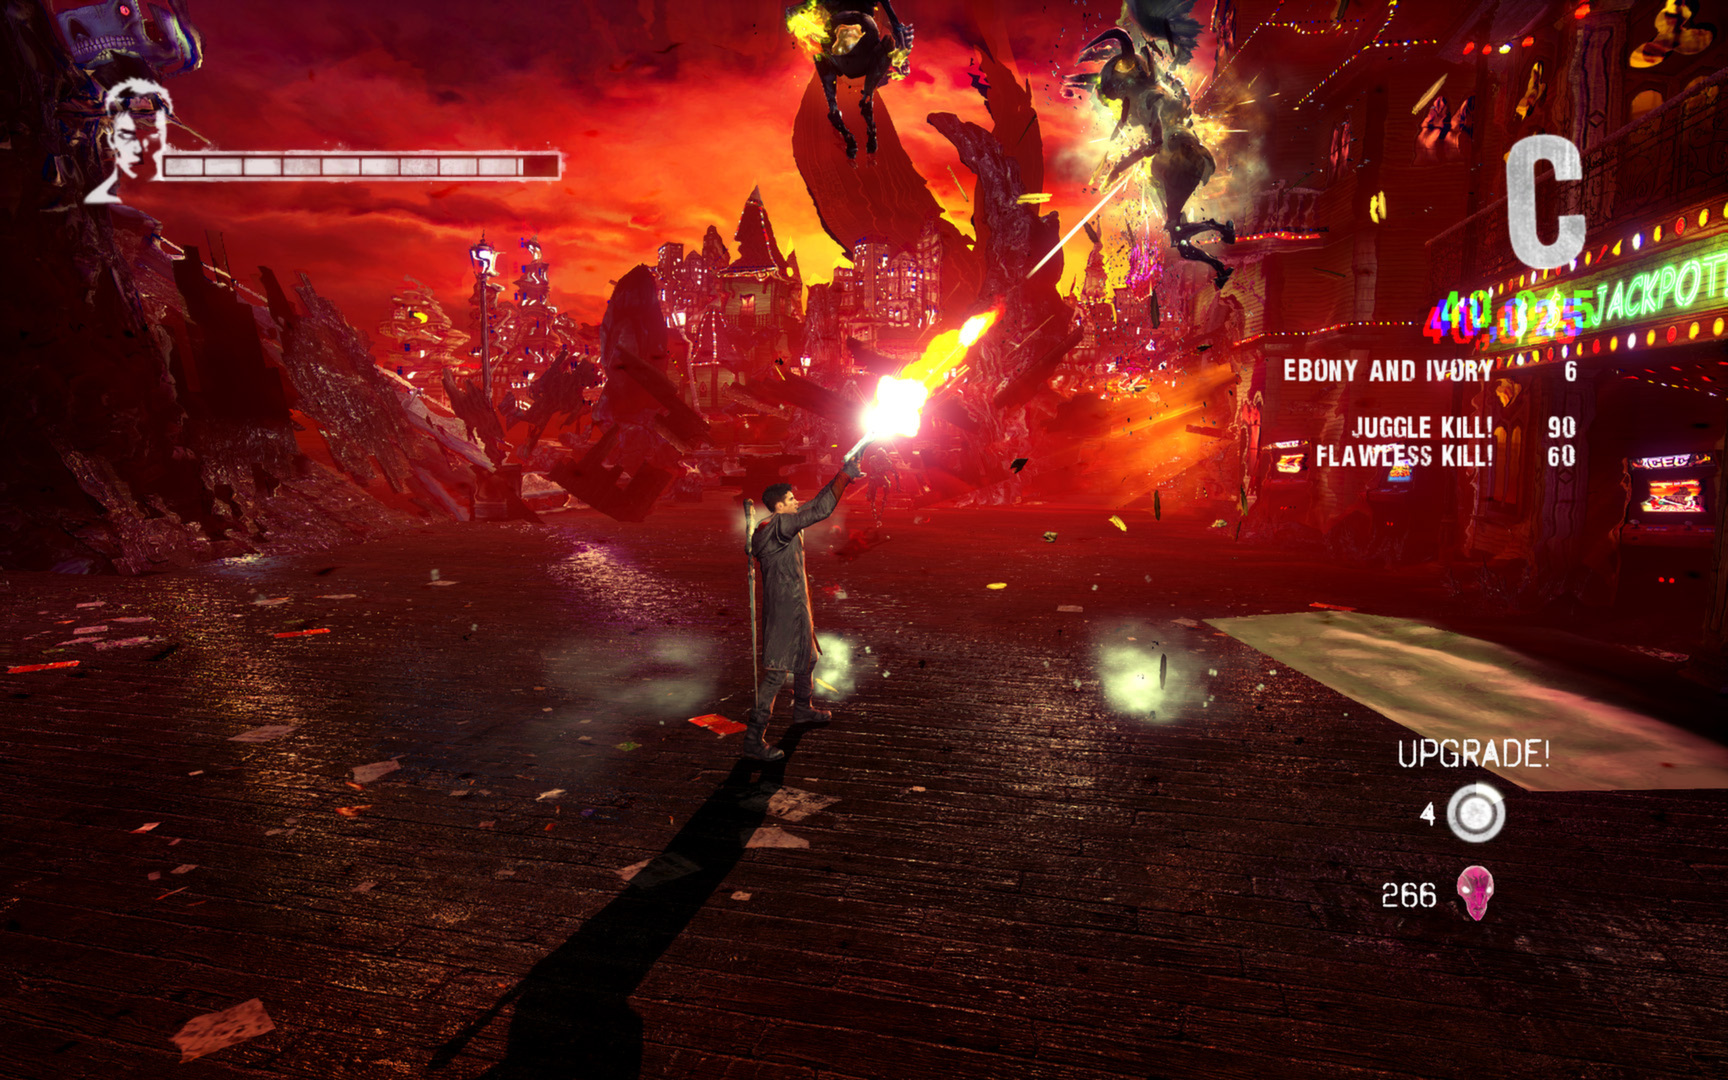 C
JACKPOT
EBONY AND IVORY 6
JUGGLE KILL! 90
FLAWLESS KILL! 60
UPGRADE!
4
266